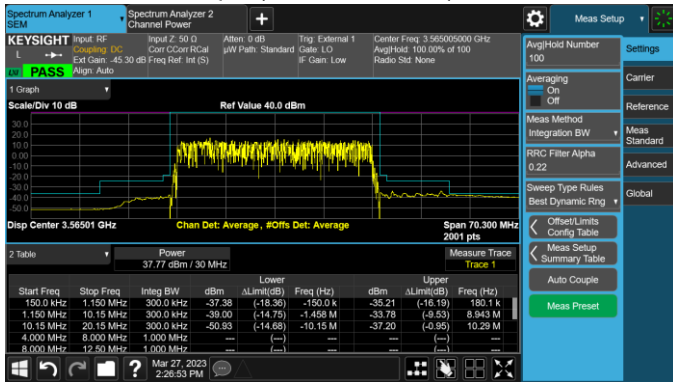 Spectrum Analyzer 1
SEM
Spectrum Analyzer 2
Channel Power
Meas Setup
KEYSIGHT
L
LXI
PASS
Input: RF
Coupling: DC
Ext Gain: -45.30 dB
Align: Auto
Input Z: 50 Ω
Corr CCorr RCal
Freq Ref: Int (S)
Atten: 0 dB
µW Path: Standard
Trig: External 1
Gate: LO
IF Gain: Low
Center Freq: 3.565005000 GHz
Avg|Hold: 100.00% of 100
Radio Std: None
1 Graph
Scale/Div 10 dB
Ref Value 40.0 dBm
30.0
20.0
10.0
0.00
-10.0
-20.0
-30.0
-40.0
-50.0
Disp Center 3.56501 GHz
Chan Det: Average , #Offs Det: Average
Span 70.300 MHz
2001 pts
2 Table
Power
37.77 dBm / 30 MHz
Measure Trace
Trace 1
Lower
Upper
Start Freq Stop Freq Integ BW dBm ΔLimit(dB) Freq (Hz) dBm ΔLimit(dB) Freq (Hz)
150.0 kHz 1.150 MHz 300.0 kHz -37.38 (-18.36) -150.0 k -35.21 (-16.19) 180.1 k
1.150 MHz 10.15 MHz 300.0 kHz -39.00 (-14.75) -1.458 M -33.78 (-9.53) 8.943 M
10.15 MHz 20.15 MHz 300.0 kHz -50.93 (-14.68) -10.15 M -37.20 (-0.95) 10.29 M
4.000 MHz 8.000 MHz 1.000 MHz --- (---) --- --- (---) ---
8.000 MHz 12.50 MHz 1.000 MHz --- (---) --- --- (---) ---
?
Mar 27, 2023
2:26:53 PM
Avg|Hold Number
100
Averaging
On
Off
Meas Method
Integration BW
RRC Filter Alpha
0.22
Sweep Type Rules
Best Dynamic Rng
Offset/Limits
Config Table
Meas Setup
Summary Table
Auto Couple
Meas Preset
Settings
Carrier
Reference
Meas
Standard
Advanced
Global